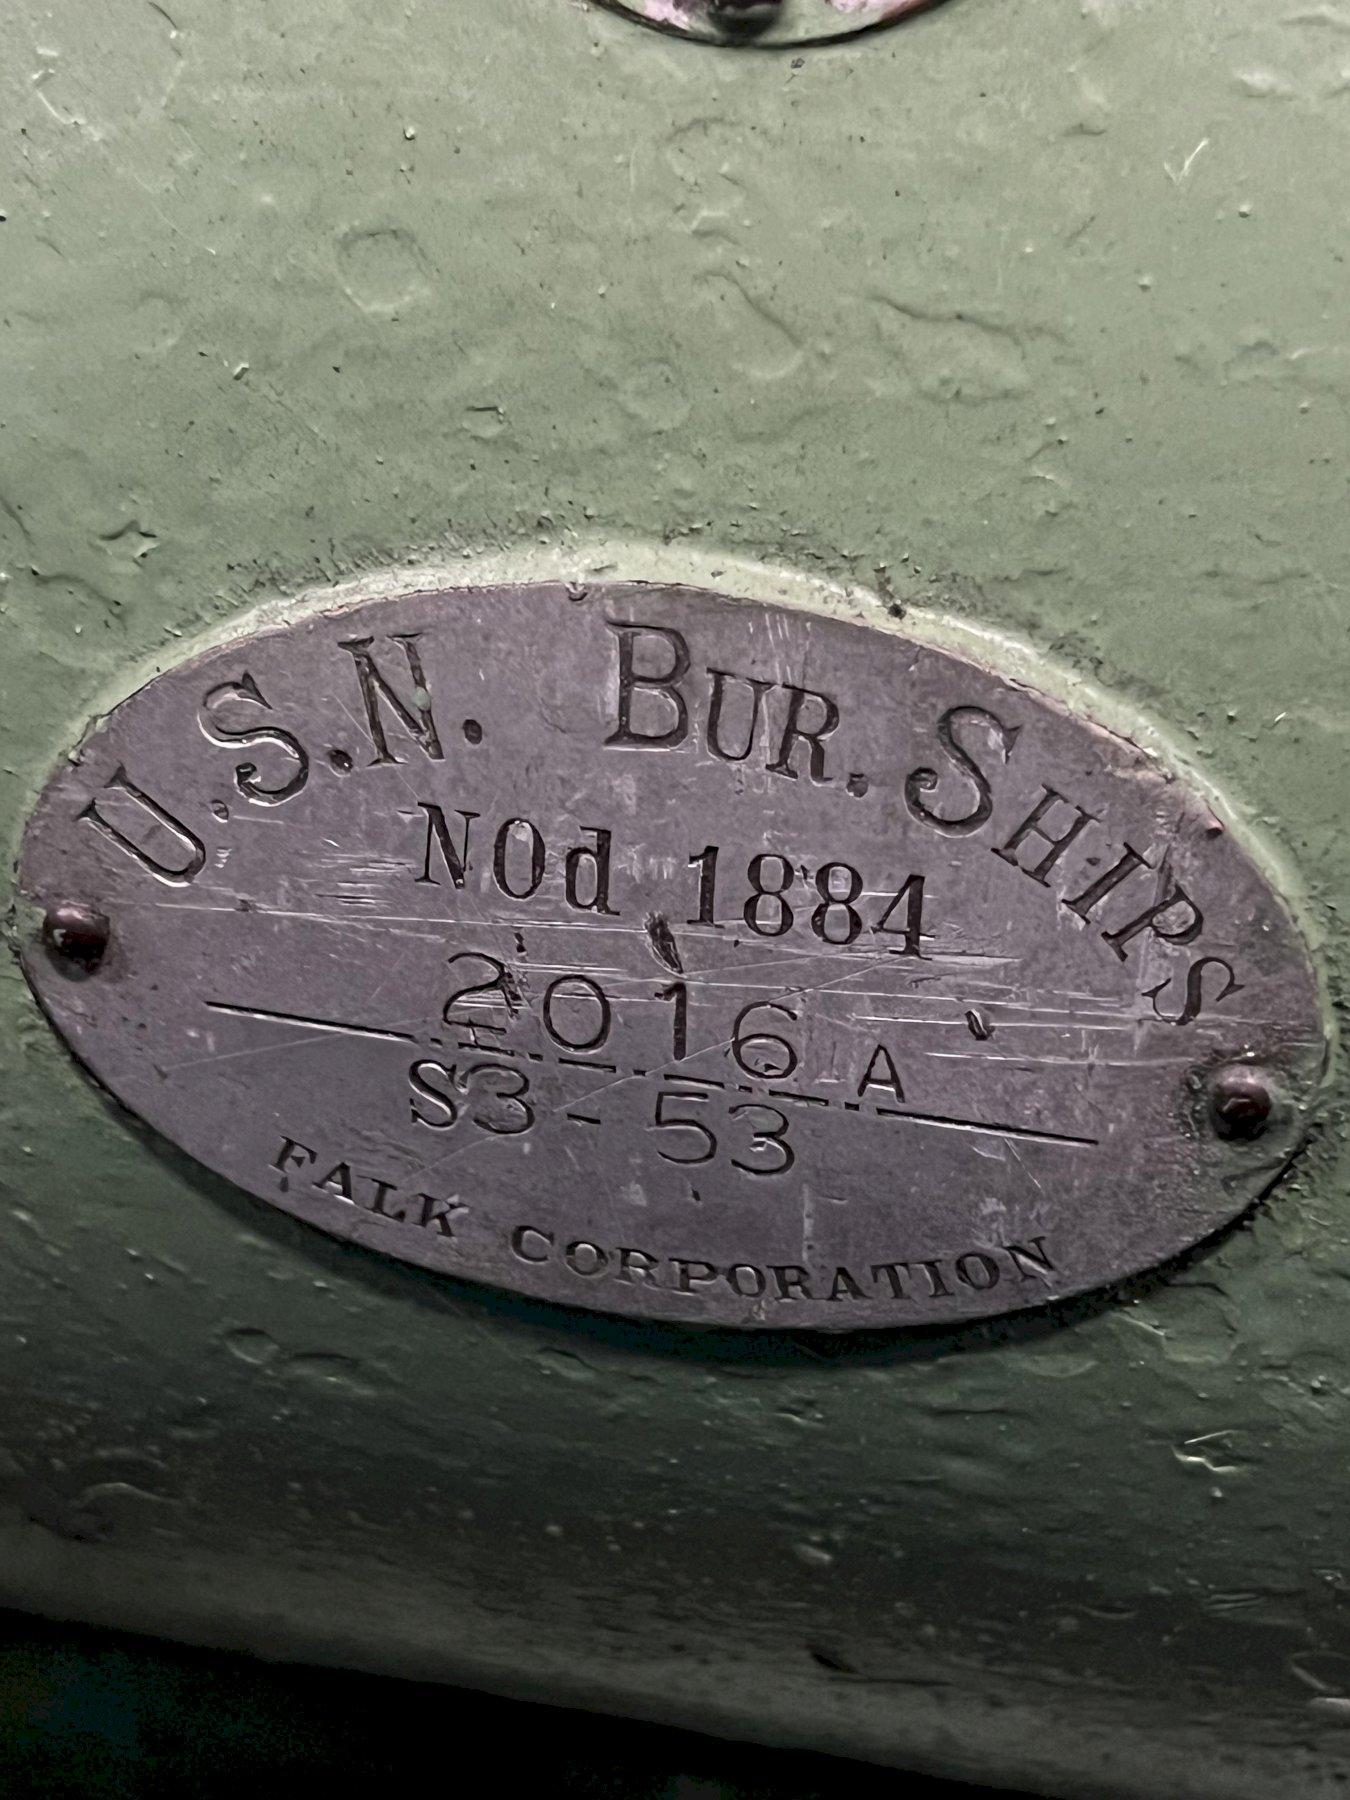 U.S.N. BUR. SHIPS
NOd 1884
2016 A
S3-53
FALK CORPORATION